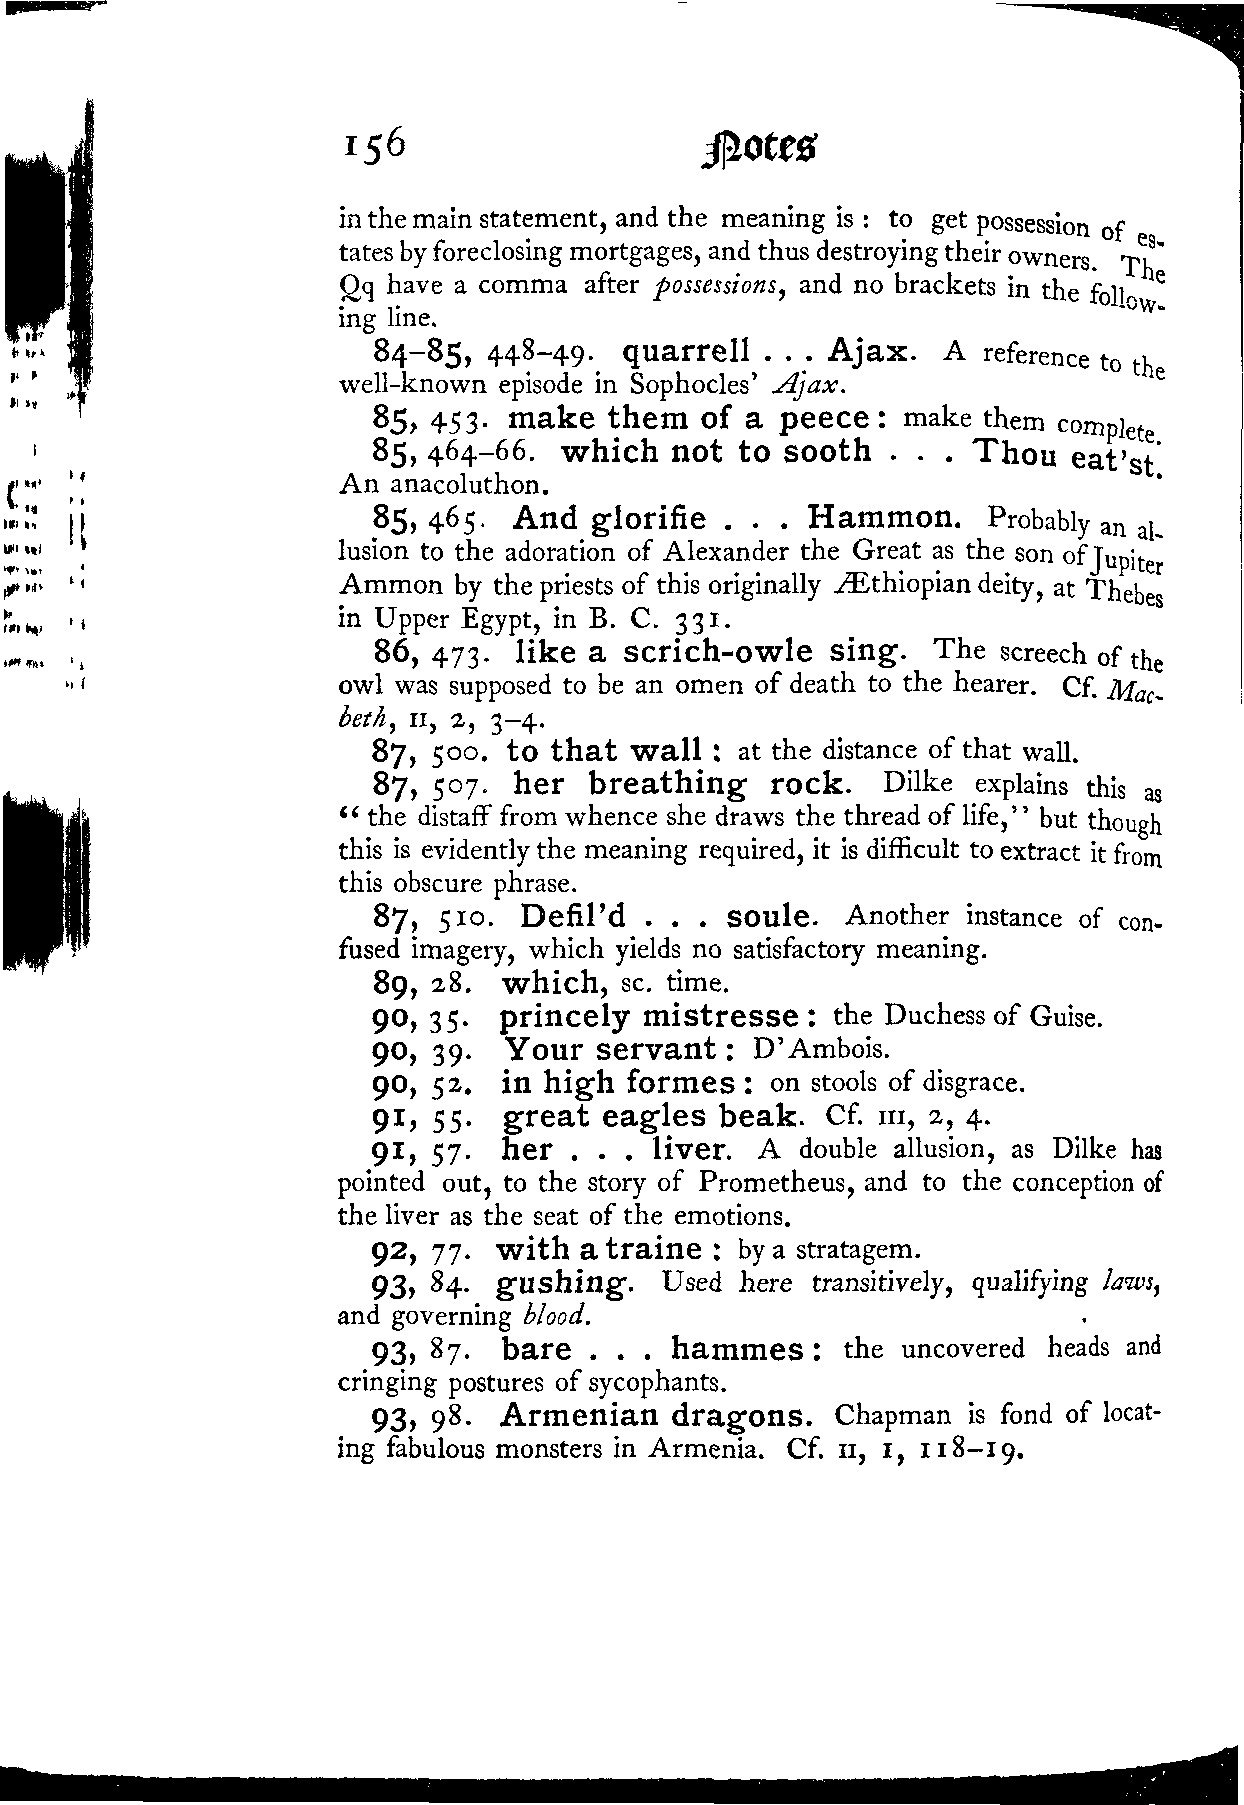 156 Notes
in the main statement, and the meaning is : to get possession of es-
tates by foreclosing mortgages, and thus destroying their owners. The
Qq have a comma after possessions, and no brackets in the follow-
ing line.
84–85, 448–49. quarrell . . . Ajax. A reference to the
well-known episode in Sophocles' Ajax.
85, 453. make them of a peece : make them complete.
85, 464–66. which not to sooth . . . Thou eat'st.
An anacoluthon.
85, 465. And glorifie . . . Hammon. Probably an al-
lusion to the adoration of Alexander the Great as the son of Jupiter
Ammon by the priests of this originally Æthiopian deity, at Thebes
in Upper Egypt, in B. C. 331.
86, 473. like a scrich-owle sing. The screech of the
owl was supposed to be an omen of death to the hearer. Cf. Mac-
beth, II, 2, 3–4.
87, 500. to that wall : at the distance of that wall.
87, 507. her breathing rock. Dilke explains this as
“ the distaff from whence she draws the thread of life,” but though
this is evidently the meaning required, it is difficult to extract it from
this obscure phrase.
87, 510. Defil'd . . . soule. Another instance of con-
fused imagery, which yields no satisfactory meaning.
89, 28. which, sc. time.
90, 35. princely mistresse : the Duchess of Guise.
90, 39. Your servant : D'Ambois.
90, 52. in high formes : on stools of disgrace.
91, 55. great eagles beak. Cf. III, 2, 4.
91, 57. her . . . liver. A double allusion, as Dilke has
pointed out, to the story of Prometheus, and to the conception of
the liver as the seat of the emotions.
92, 77. with a traine : by a stratagem.
93, 84. gushing. Used here transitively, qualifying laws,
and governing blood.
93, 87. bare . . . hammes : the uncovered heads and
cringing postures of sycophants.
93, 98. Armenian dragons. Chapman is fond of locat-
ing fabulous monsters in Armenia. Cf. II, I, 118–19.